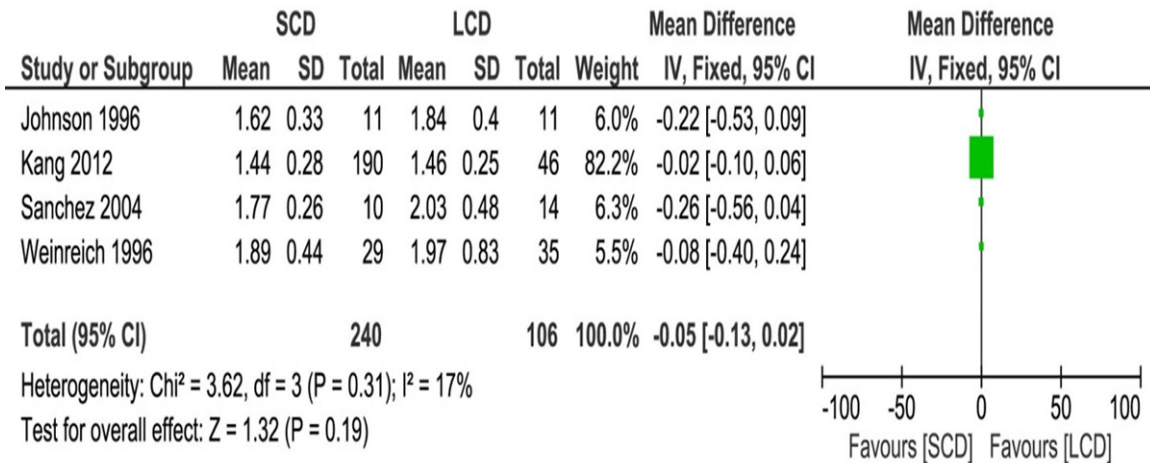 SCD LCD Mean Difference Mean Difference
Study or Subgroup Mean SD Total Mean SD Total Weight IV, Fixed, 95% CI IV, Fixed, 95% CI
Johnson 1996 1.62 0.33 11 1.84 0.4 11 6.0% -0.22 [-0.53, 0.09]
Kang 2012 1.44 0.28 190 1.46 0.25 46 82.2% -0.02 [-0.10, 0.06]
Sanchez 2004 1.77 0.26 10 2.03 0.48 14 6.3% -0.26 [-0.56, 0.04]
Weinreich 1996 1.89 0.44 29 1.97 0.83 35 5.5% -0.08 [-0.40, 0.24]
Total (95% CI) 240 106 100.0% -0.05 [-0.13, 0.02]
Heterogeneity: Chi² = 3.62, df = 3 (P = 0.31); I² = 17%
Test for overall effect: Z = 1.32 (P = 0.19)
-100 -50 0 50 100
Favours [SCD] Favours [LCD]